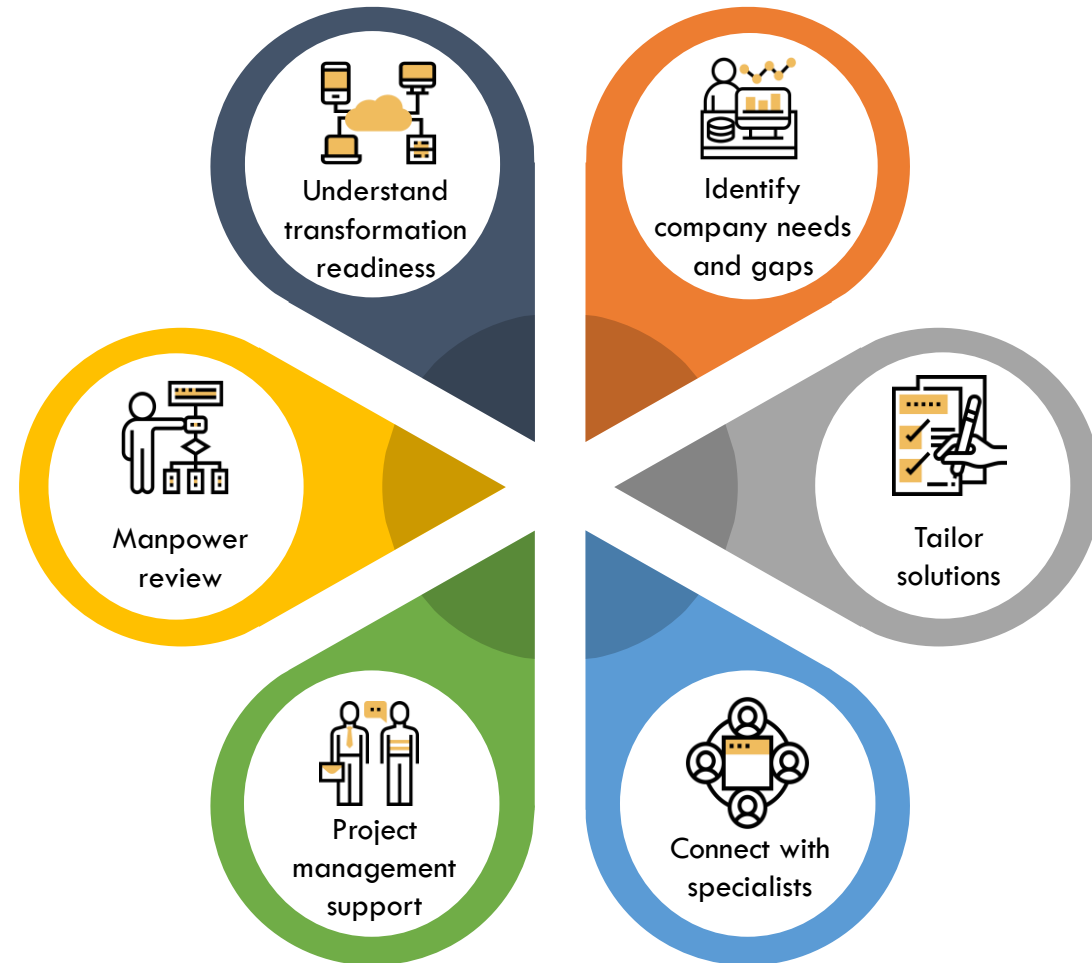 Understand
transformation
readiness
Identify
company needs
and gaps
Manpower
review
Tailor
solutions
Project
management
support
Connect with
specialists